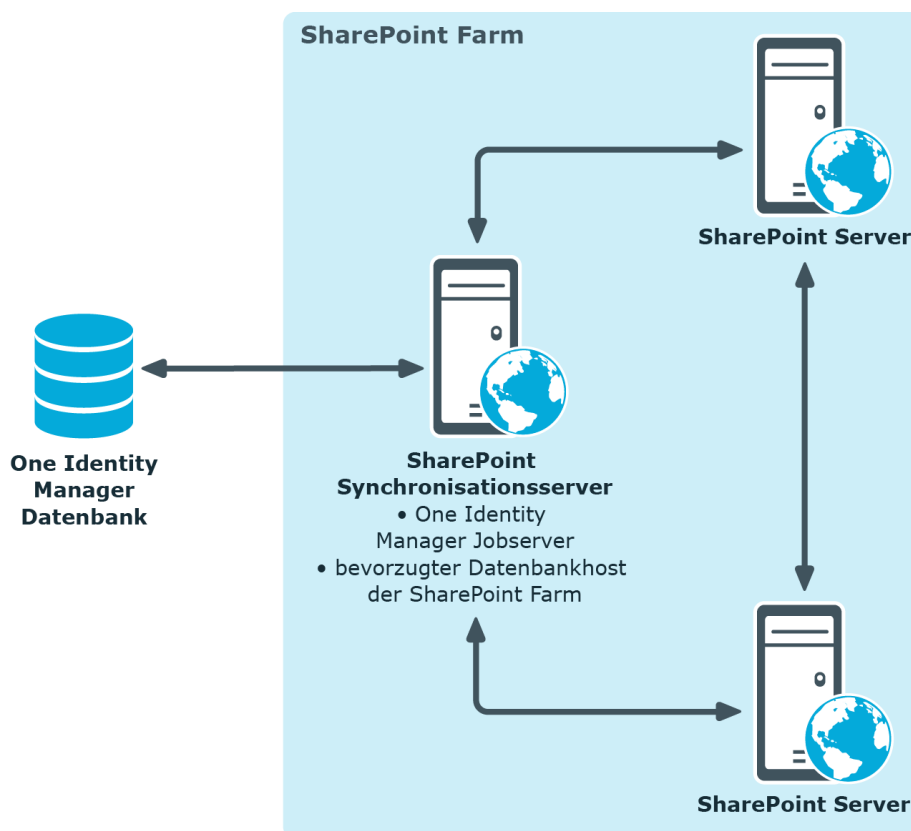 SharePoint Farm
SharePoint Server
One Identity
Manager
Datenbank
SharePoint
Synchronisationsserver
• One Identity
Manager Jobserver
• bevorzugter Datenbankhost
der SharePoint Farm
SharePoint Server